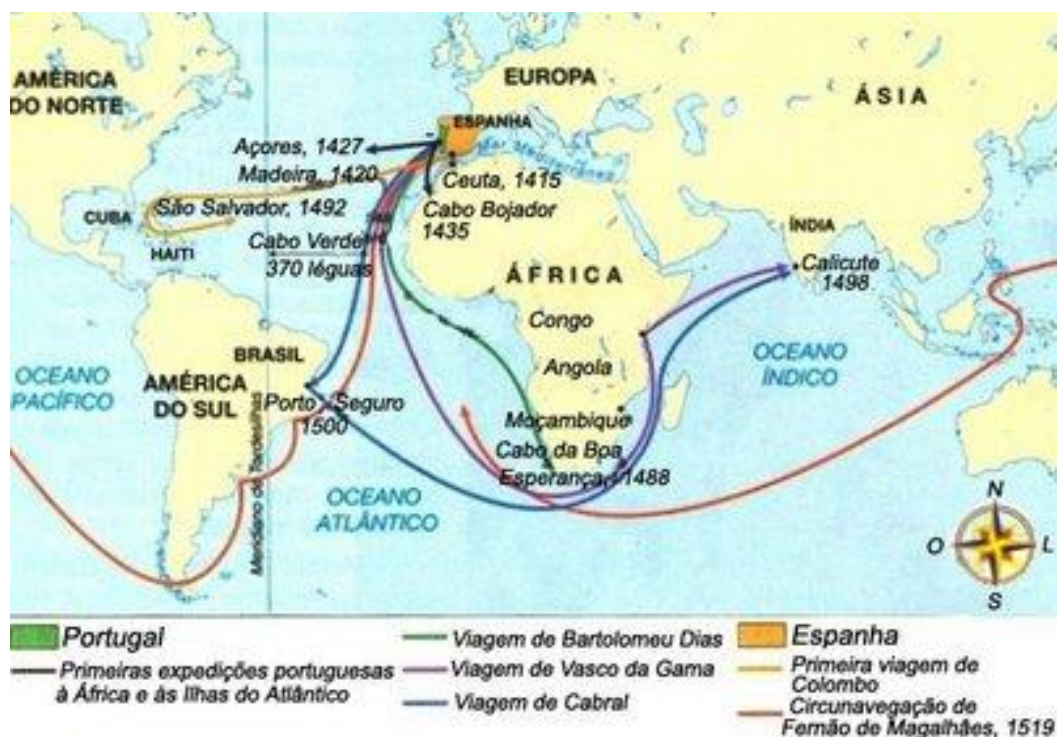 AMÉRICA
DO NORTE
EUROPA
ÁSIA
ESPANHA
Mar Mediterrâneo
Açores, 1427
Madeira, 1420
Ceuta, 1415
São Salvador, 1492
CUBA
HAITI
Cabo Bojador
1435
Cabo Verde
370 léguas
ÍNDIA
Calicute
1498
ÁFRICA
Congo
Angola
BRASIL
OCEANO
PACÍFICO
AMÉRICA
DO SUL
OCEANO
ÍNDICO
Porto Seguro
1500
Moçambique
Cabo da Boa
Esperança, 1488
Meridiano de Tordesilhas
OCEANO
ATLÂNTICO
N
O
L
S
Portugal
Primeiras expedições portuguesas
à África e às Ilhas do Atlântico
Viagem de Bartolomeu Dias
Viagem de Vasco da Gama
Viagem de Cabral
Espanha
Primeira viagem de
Colombo
Circunavegação de
Fernão de Magalhães, 1519